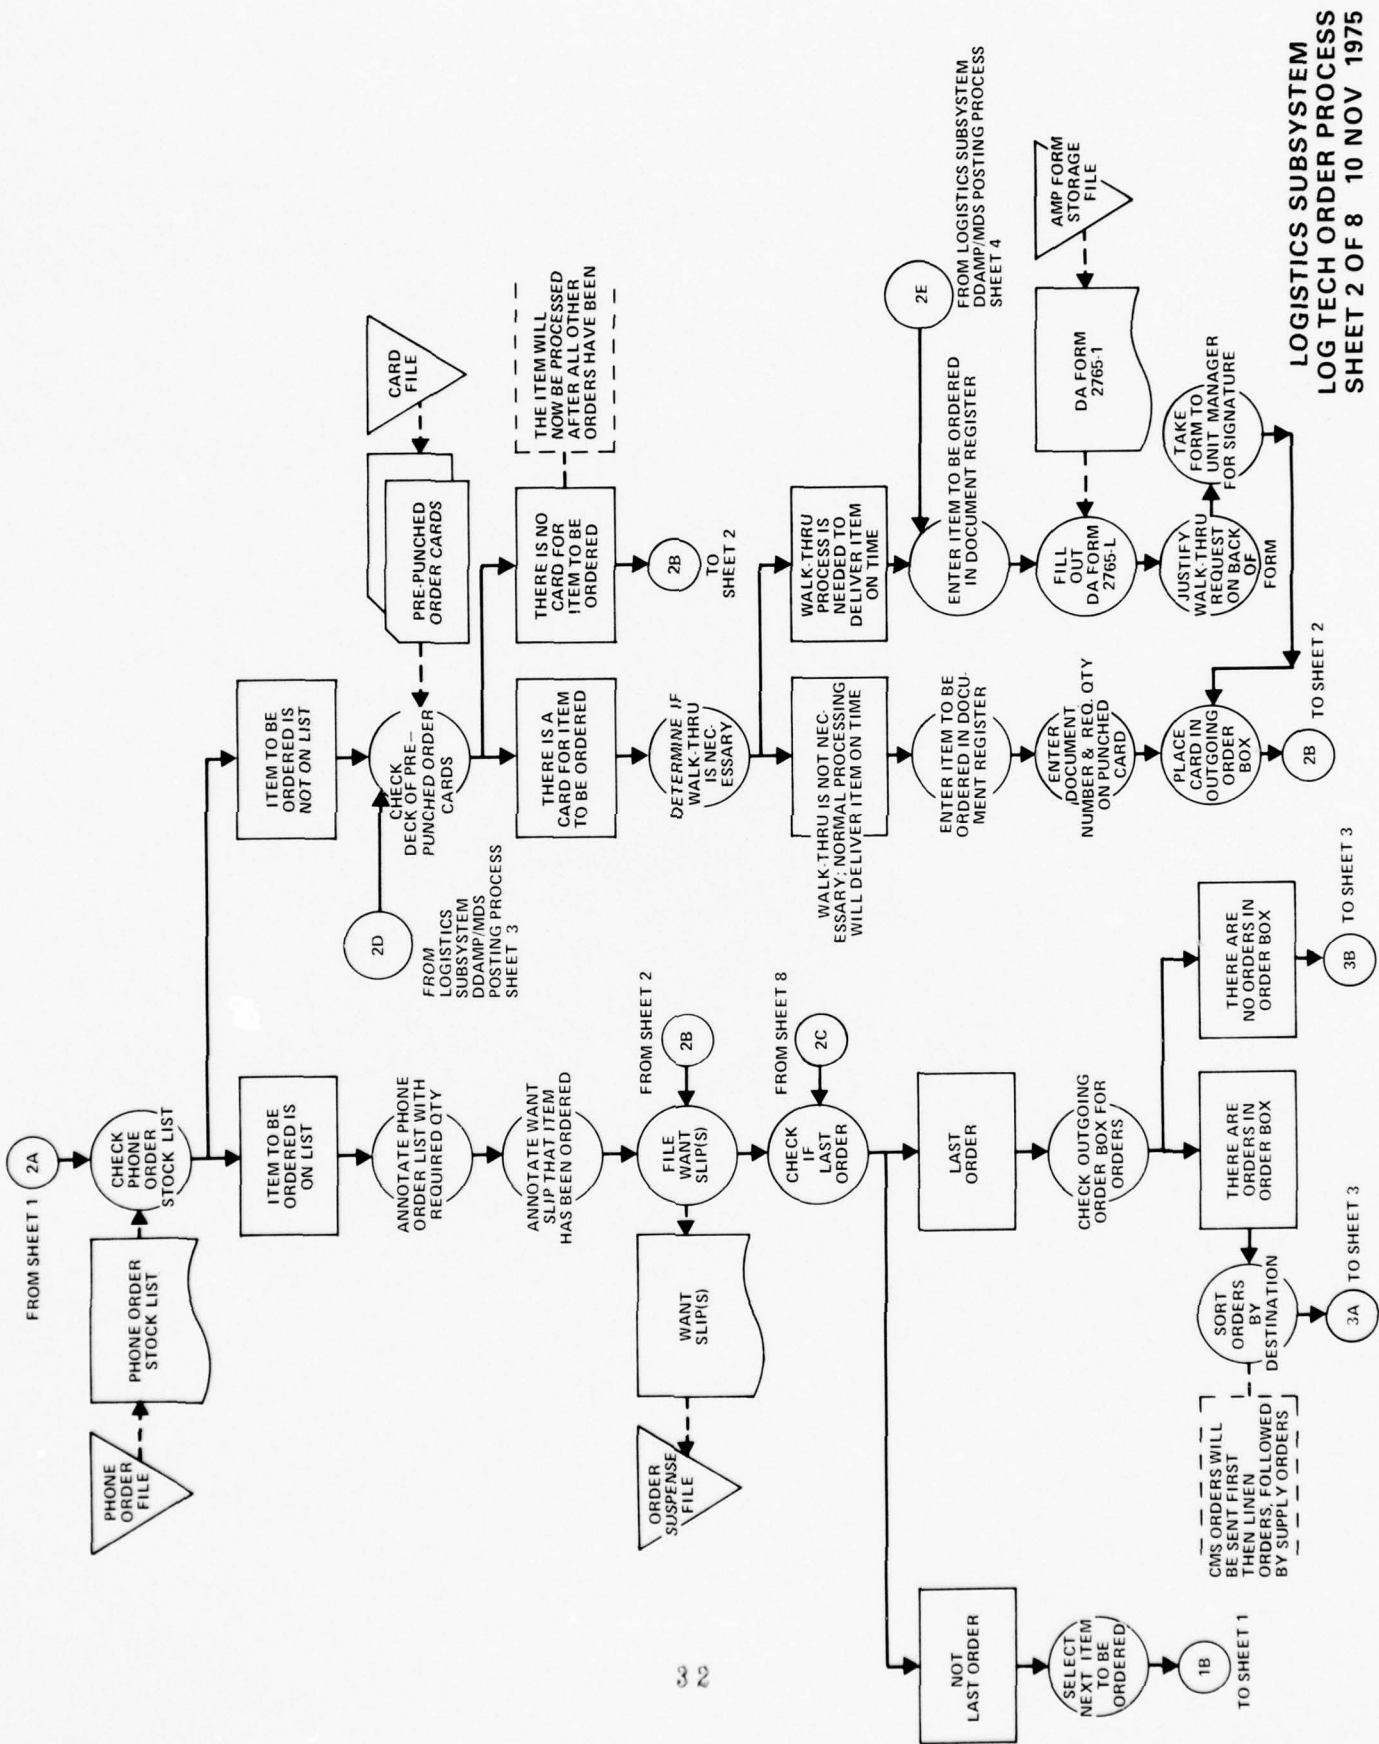 FROM SHEET 1
2A
PHONE
ORDER
FILE
PHONE ORDER
STOCK LIST
CHECK
PHONE
ORDER
STOCK LIST
ITEM TO BE
ORDERED IS
ON LIST
ITEM TO BE
ORDERED IS
NOT ON LIST
ANNOTATE PHONE
ORDER LIST WITH
REQUIRED QTY
ANNOTATE WANT
SLIP THAT ITEM
HAS BEEN ORDERED
FROM SHEET 2
2B
FILE
WANT
SLIP(S)
WANT
SLIP(S)
ORDER
SUSPENSE
FILE
FROM SHEET 8
2C
CHECK
IF
LAST
ORDER
NOT
LAST ORDER
SELECT
NEXT ITEM
TO BE
ORDERED
1B
TO SHEET 1
LAST
ORDER
CHECK OUTGOING
ORDER BOX FOR
ORDERS
THERE ARE
ORDERS IN
ORDER BOX
THERE ARE
NO ORDERS IN
ORDER BOX
3B
TO SHEET 3
SORT
ORDERS
BY
DESTINATION
CMS ORDERS WILL
BE SENT FIRST
THEN LINEN
ORDERS, FOLLOWED
BY SUPPLY ORDERS
3A
TO SHEET 3
2D
FROM
LOGISTICS
SUBSYSTEM
DDAMP/MDS
POSTING PROCESS
SHEET 3
CHECK
DECK OF PRE-
PUNCHED ORDER
CARDS
PRE-PUNCHED
ORDER CARDS
CARD
FILE
THERE IS A
CARD FOR ITEM
TO BE ORDERED
THERE IS NO
CARD FOR
ITEM TO BE
ORDERED
THE ITEM WILL
NOW BE PROCESSED
AFTER ALL OTHER
ORDERS HAVE BEEN
2B
TO
SHEET 2
DETERMINE IF
WALK-THRU
IS NEC-
ESSARY
WALK-THRU IS NOT NEC-
ESSARY; NORMAL PROCESSING
WILL DELIVER ITEM ON TIME
WALK-THRU
PROCESS IS
NEEDED TO
DELIVER ITEM
ON TIME
2E
FROM LOGISTICS SUBSYSTEM
DDAMP/MDS POSTING PROCESS
SHEET 4
ENTER ITEM TO BE
ORDERED IN DOCU-
MENT REGISTER
ENTER ITEM TO BE ORDERED
IN DOCUMENT REGISTER
ENTER
DOCUMENT
NUMBER & REQ. QTY
ON PUNCHED
CARD
FILL
OUT
DA FORM
2765-L
DA FORM
2765-1
AMP FORM
STORAGE
FILE
PLACE
CARD IN
OUTGOING
ORDER
BOX
JUSTIFY
WALK-THRU
REQUEST
ON BACK
OF
FORM
TAKE
FORM TO
UNIT MANAGER
FOR SIGNATURE
2B
TO SHEET 2
LOGISTICS SUBSYSTEM
LOG TECH ORDER PROCESS
SHEET 2 OF 8 10 NOV 1975
32